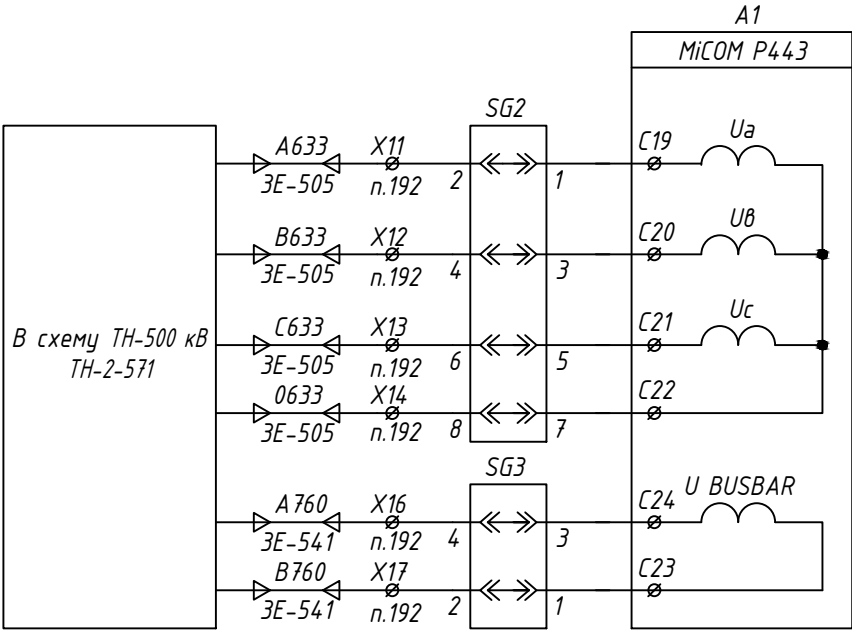 A1
MiCOM P443
SG2
A633 X11 C19 Ua
3E-505 п.192 2 1
B633 X12 C20 Uв
3E-505 п.192 4 3
C633 X13 C21 Uc
3E-505 п.192 6 5
В схему ТН-500 кВ
ТН-2-571
0633 X14 C22
3E-505 п.192 8 7
SG3
A760 X16 C24 U BUSBAR
3E-541 п.192 4 3
B760 X17 C23
3E-541 п.192 2 1